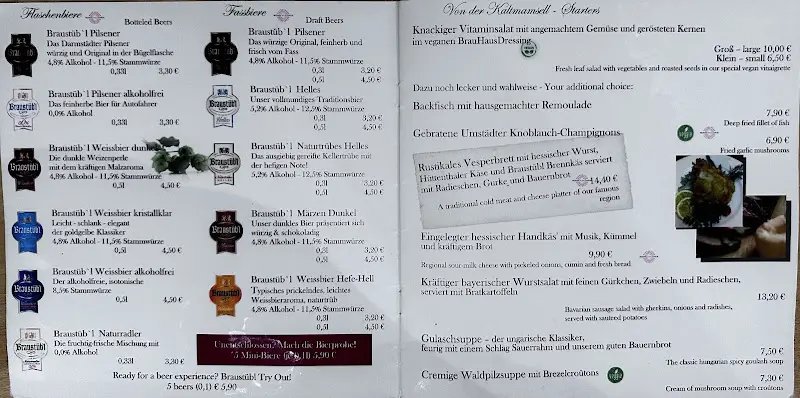 Flaschenbiere Botteled Beers
Braustüb`l Pilsener
Das Darmstädter Pilsener
würzig und Original in der Bügelflasche
4,8% Alkohol - 11,5% Stammwürze
0,33l 3,30 €
Braustüb`l Pilsener alkoholfrei
Das feinherbe Bier für Autofahrer
0,0% Alkohol
0,33l 3,30 €
Braustüb`l Weissbier dunkel
Die dunkle Weizenperle
mit dem kräftigen Malzaroma
4,8% Alkohol - 11,5% Stammwürze
0,5l 4,50 €
Braustüb`l Weissbier kristallklar
Leicht - schlank - elegant
der goldgelbe Klassiker
4,8% Alkohol - 11,5% Stammwürze
0,5l 4,50 €
Braustüb`l Weissbier alkoholfrei
Der alkoholfreie, isotonische
8,5% Stammwürze
0,5l 4,50 €
Braustüb`l Naturradler
Die fruchtig-frische Mischung mit
0,0% Alkohol
0,33l 3,30 €
Ready for a beer experience? Braustübl Try Out!
5 beers (0,1) € 5,90
Fassbiere Draft Beers
Braustüb`l Pilsener
Das würzige Original, feinherb und
frisch vom Fass
4,8% Alkohol - 11,5% Stammwürze
0,3l 3,20 €
0,5l 4,50 €
Braustüb`l Helles
Unser vollmundiges Traditionsbier
5,2% Alkohol - 12,5% Stammwürze
0,3l 3,20 €
0,5l 4,50 €
Braustüb`l Naturtrübes Helles
Das ausgiebig gereifte Kellertrübe mit
der hefigen Note!
5,2% Alkohol - 12,5% Stammwürze
0,3l 3,20 €
0,5l 4,50 €
Braustüb`l Märzen Dunkel
Unser dunkles Bier präsentiert sich
würzig & schokoladig
4,8% Alkohol - 11,5% Stammwürze
0,3l 3,20 €
0,5l 4,50 €
Braustüb`l Weissbier Hefe-Hell
Typisches prickelndes, leichtes
Weissbieraroma, naturtrüb
4,8% Alkohol - 11,5% Stammwürze
0,3l 3,20 €
0,5l 4,50 €
Unentschlossen? Mach die Bierprobe!
5 Mini-Biere (je 0,1l) 5,90 €
Von der Kaltmamsell - Starters
Knackiger Vitaminsalat mit angemachtem Gemüse und gerösteten Kernen
im veganen BrauHausDressing
Groß – large 10,00 €
Klein – small 6,50 €
Fresh leaf salad with vegetables and roasted seeds in our special vegan vinaigrette
Dazu noch lecker und wahlweise - Your additional choice:
Backfisch mit hausgemachter Remoulade
7,90 €
Deep fried fillet of fish
Gebratene Umstädter Knoblauch-Champignons
6,90 €
Fried garlic mushrooms
Rustikales Vesperbrett mit hessischer Wurst,
Hüttenthaler Käse und Braustübl Brennkäs serviert
mit Radieschen, Gurke und Bauernbrot
14,40 €
A traditional cold meat and cheese platter of our famous
region
Eingelegter hessischer Handkäs' mit Musik, Kümmel
und kräftigem Brot
9,90 €
Regional sour-milk cheese with pickeled onions, cumin and fresh bread
Kräftiger bayerischer Wurstsalat mit feinen Gürkchen, Zwiebeln und Radieschen,
serviert mit Bratkartoffeln
13,20 €
Bavarian sausage salad with gherkins, onions and radishes,
served with sauteed potatoes
Gulaschsuppe – der ungarische Klassiker,
feurig mit einem Schlag Sauerrahm und unserem guten Bauernbrot
7,50 €
The classic hungarian spicy goulash soup
Cremige Waldpilzsuppe mit Brezelcroûtons
7,30 €
Cream of mushroom soup with croûtons